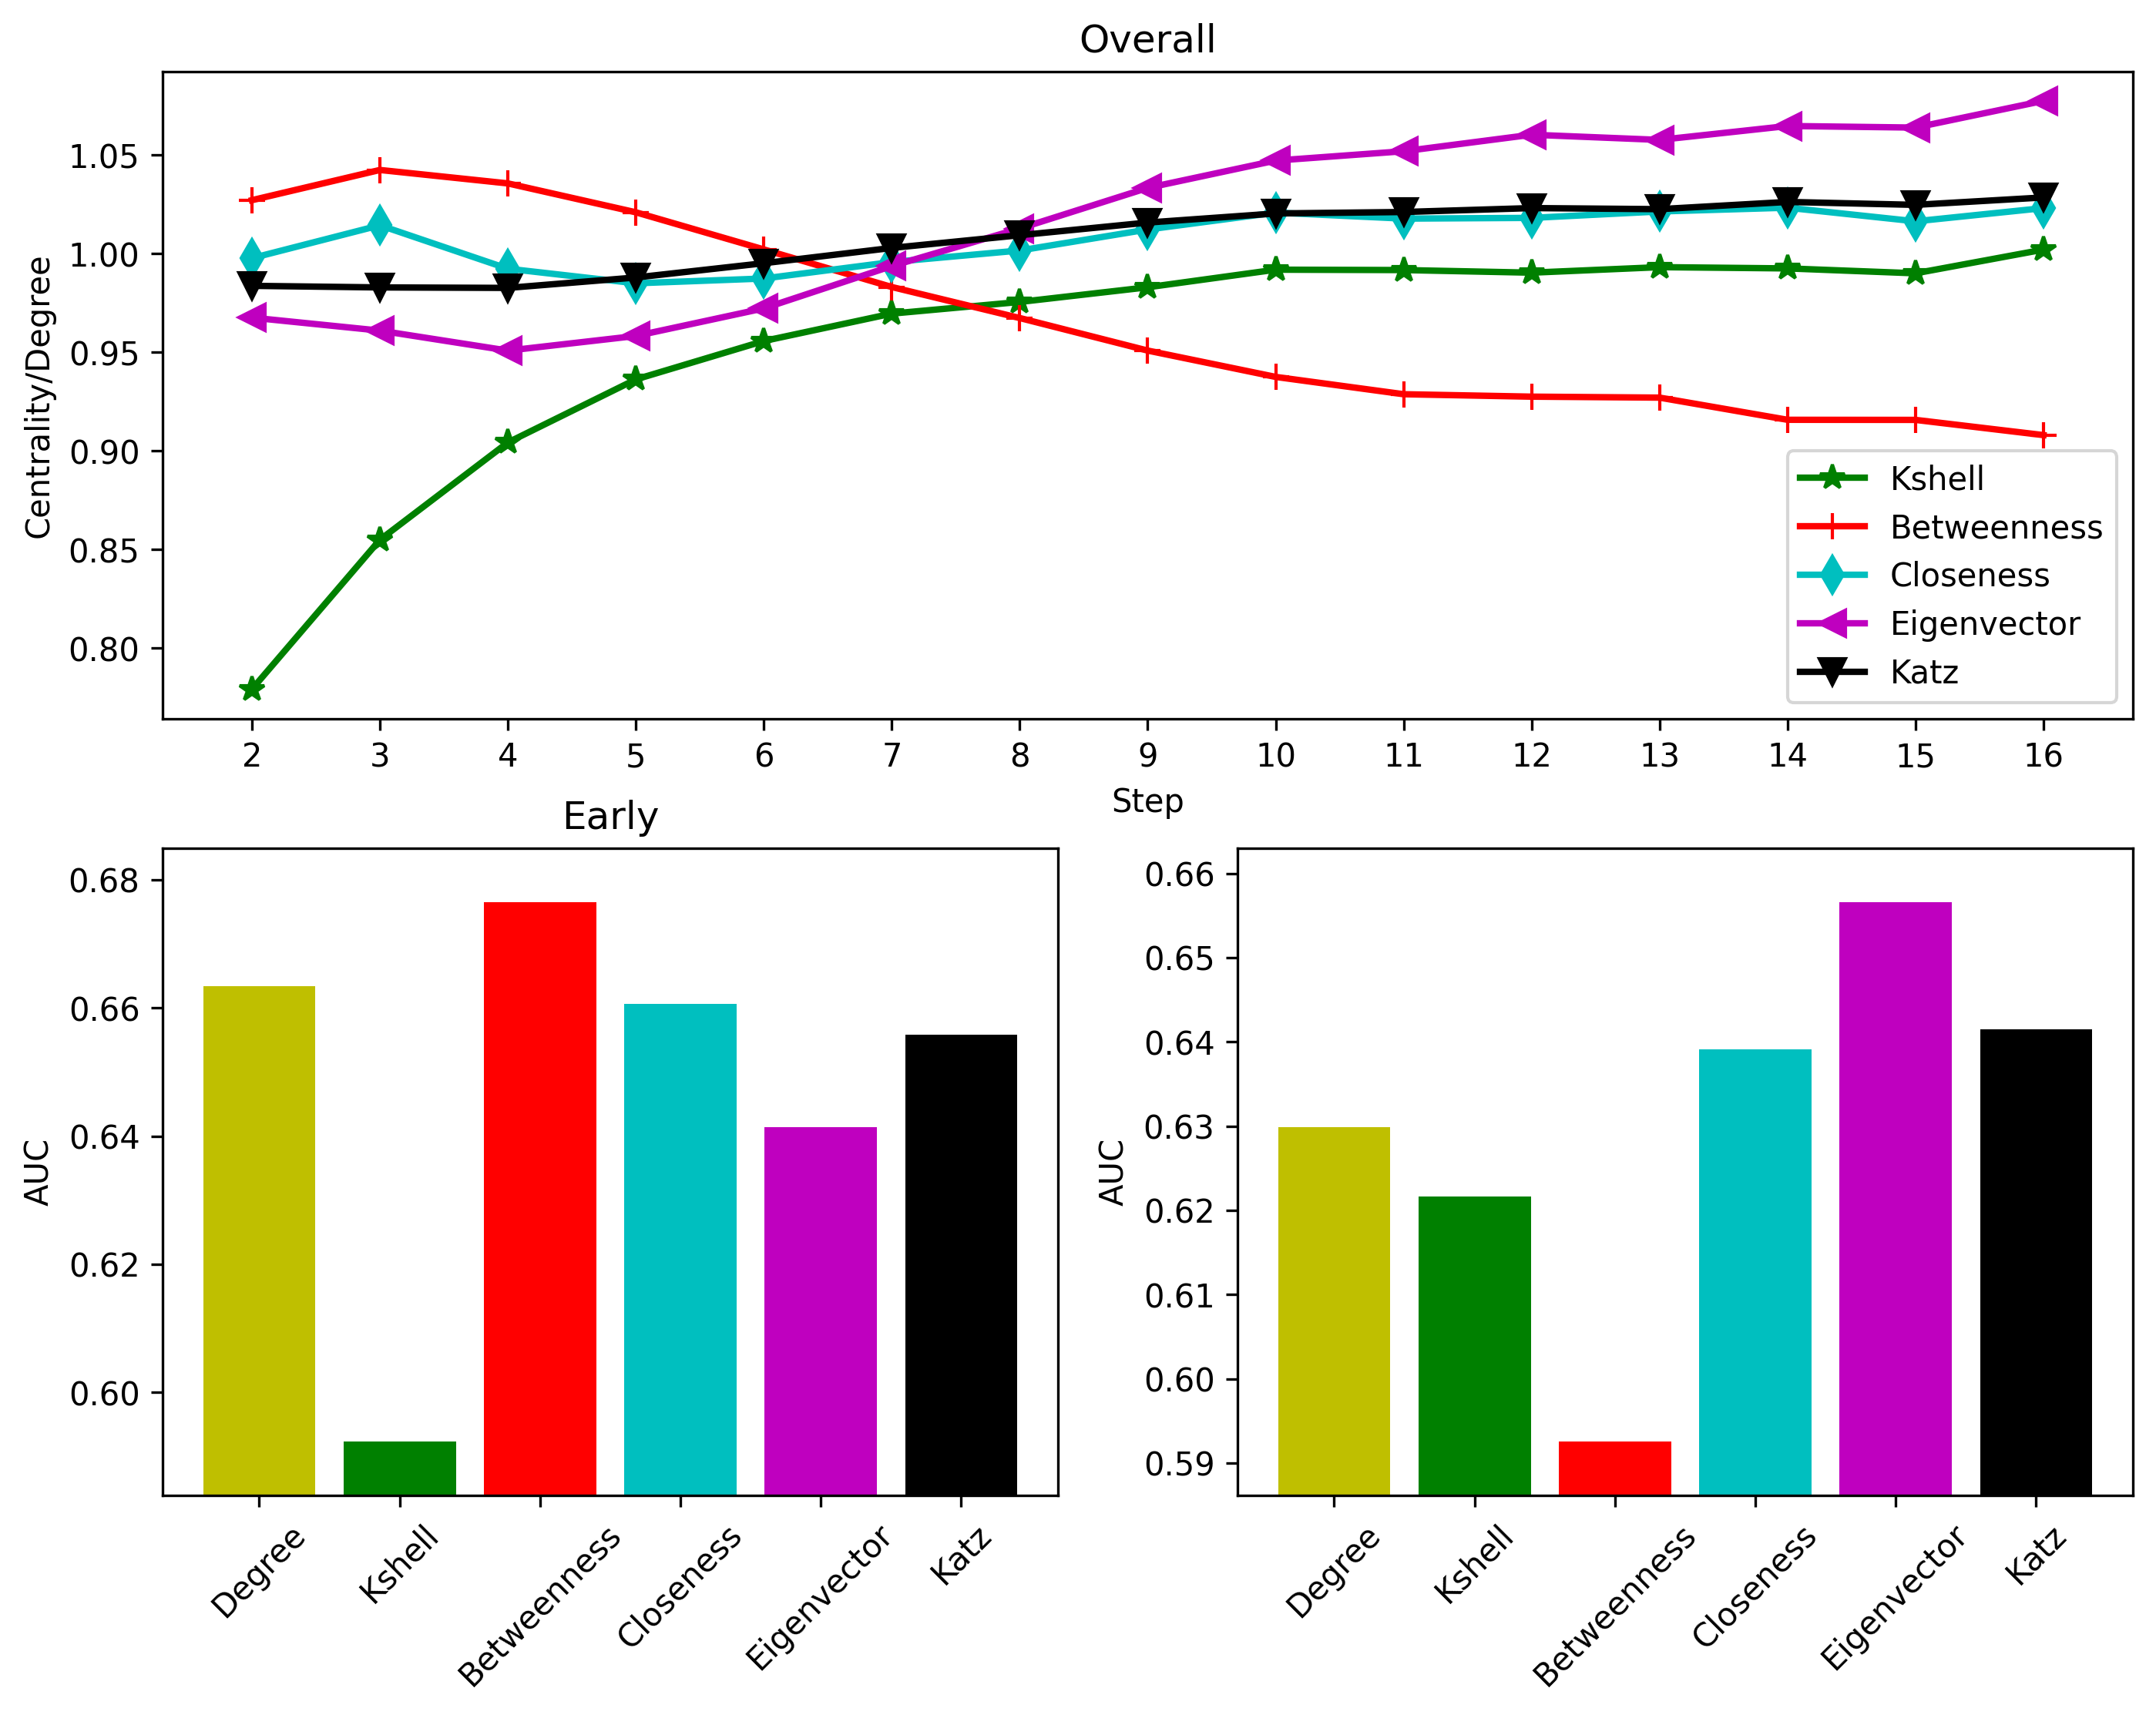 Overall
Centrality/Degree
1.05
1.00
0.95
0.90
0.85
0.80
Kshell
Betweenness
Closeness
Eigenvector
Katz
2 3 4 5 6 7 8 9 10 11 12 13 14 15 16
Step
Early
AUC
0.68
0.66
0.64
0.62
0.60
Degree Kshell Betweenness Closeness Eigenvector Katz
AUC
0.66
0.65
0.64
0.63
0.62
0.61
0.60
0.59
Degree Kshell Betweenness Closeness Eigenvector Katz